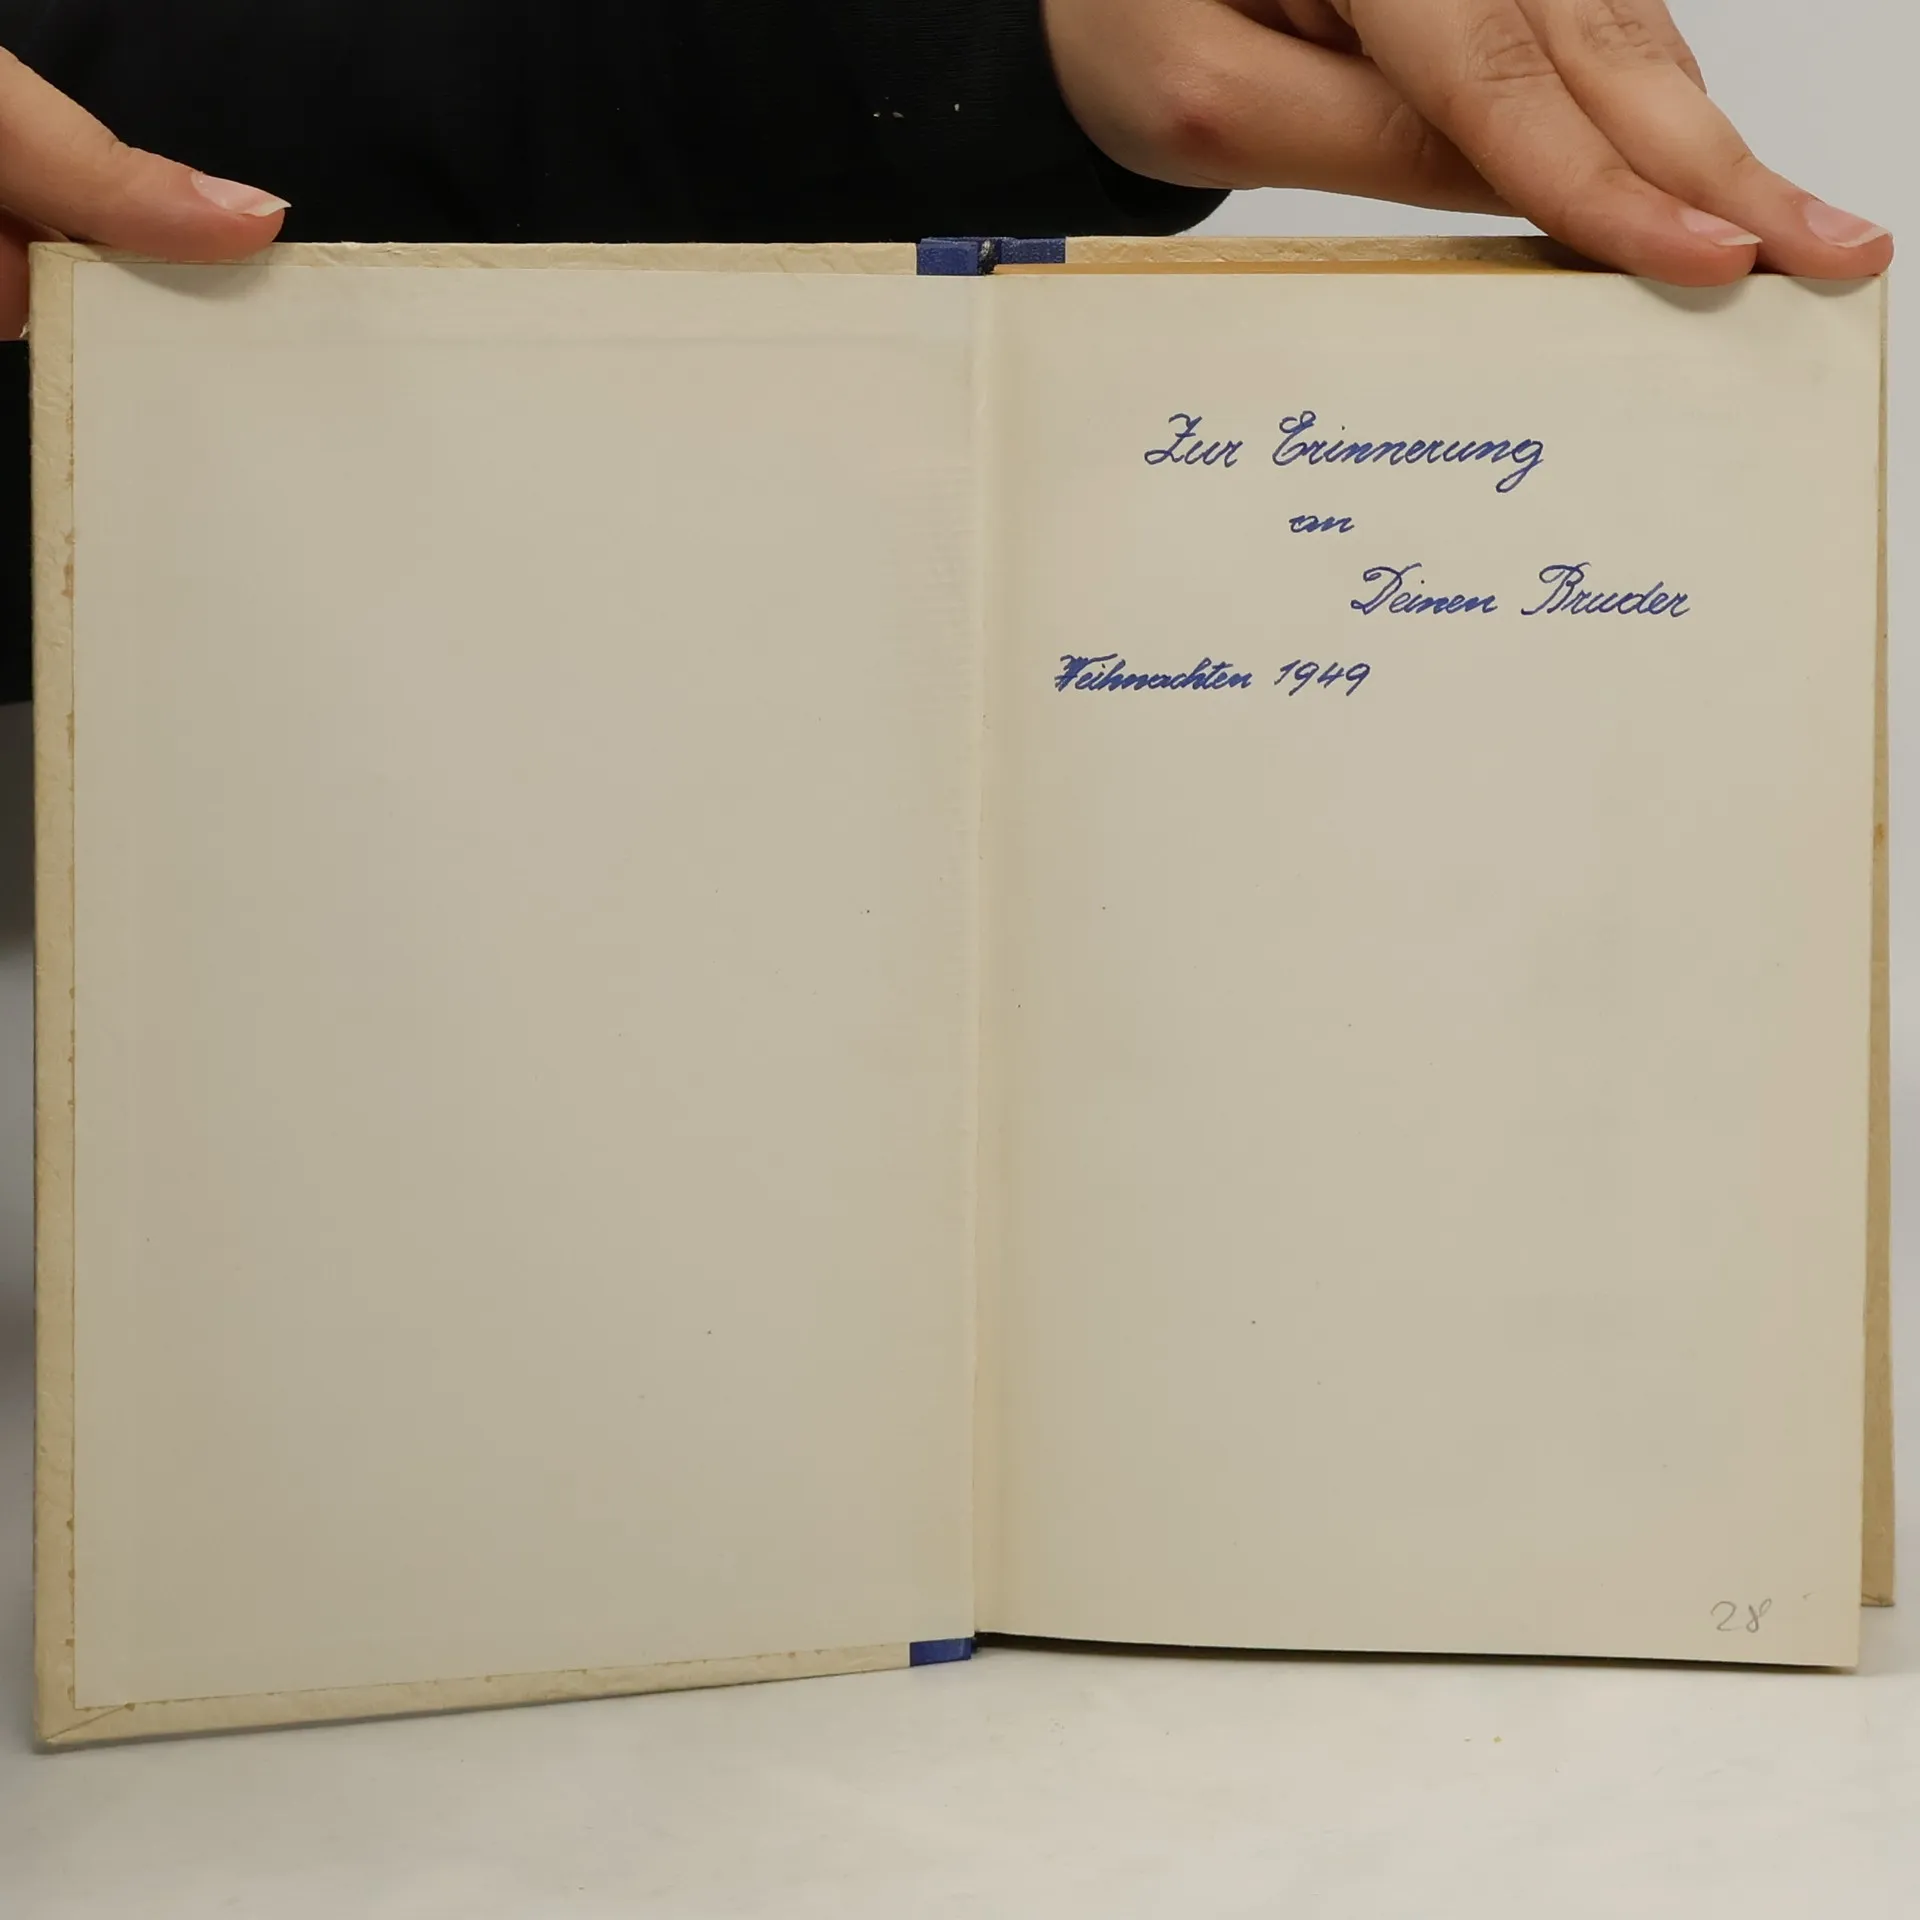 Zur Erinnerung
an
Deinen Bruder
Weihnachten 1949
28